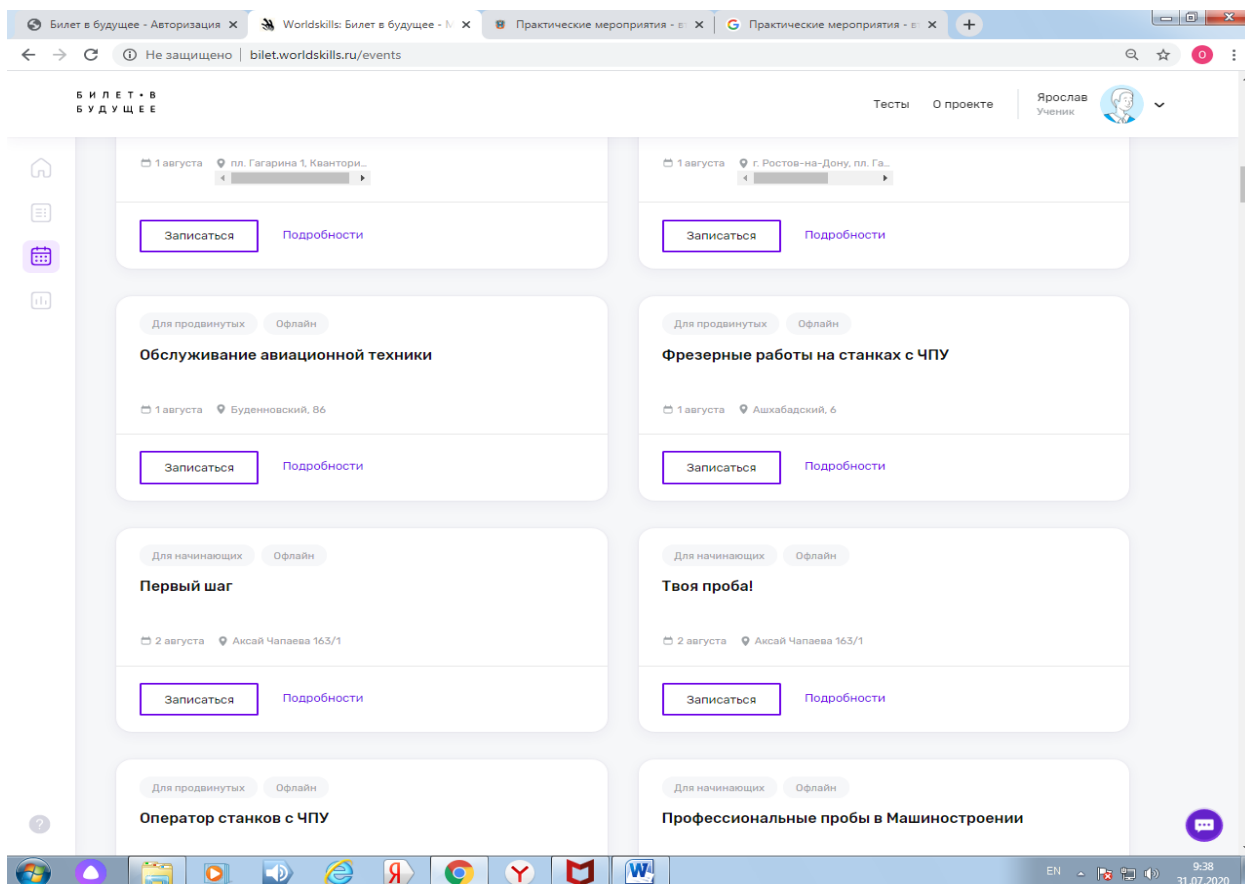 Билет в будущее - Авторизация
Worldskills: Билет в будущее - М
Практические мероприятия - е
Практические мероприятия - е
Не защищено | bilet.worldskills.ru/events
БИЛЕТ • В
БУДУЩЕЕ
Тесты О проекте
Ярослав
Ученик
1 августа пл. Гагарина 1, Квантори...
1 августа г. Ростов-на-Дону, пл. Га...
Записаться Подробности
Записаться Подробности
Для продвинутых Офлайн
Обслуживание авиационной техники
1 августа Буденновский, 86
Записаться Подробности
Для продвинутых Офлайн
Фрезерные работы на станках с ЧПУ
1 августа Ашхабадский, 6
Записаться Подробности
Для начинающих Офлайн
Первый шаг
2 августа Аксай Чапаева 163/1
Записаться Подробности
Для начинающих Офлайн
Твоя проба!
2 августа Аксай Чапаева 163/1
Записаться Подробности
Для продвинутых Офлайн
Оператор станков с ЧПУ
Для начинающих Офлайн
Профессиональные пробы в Машиностроении
EN
9:38
31.07.2020